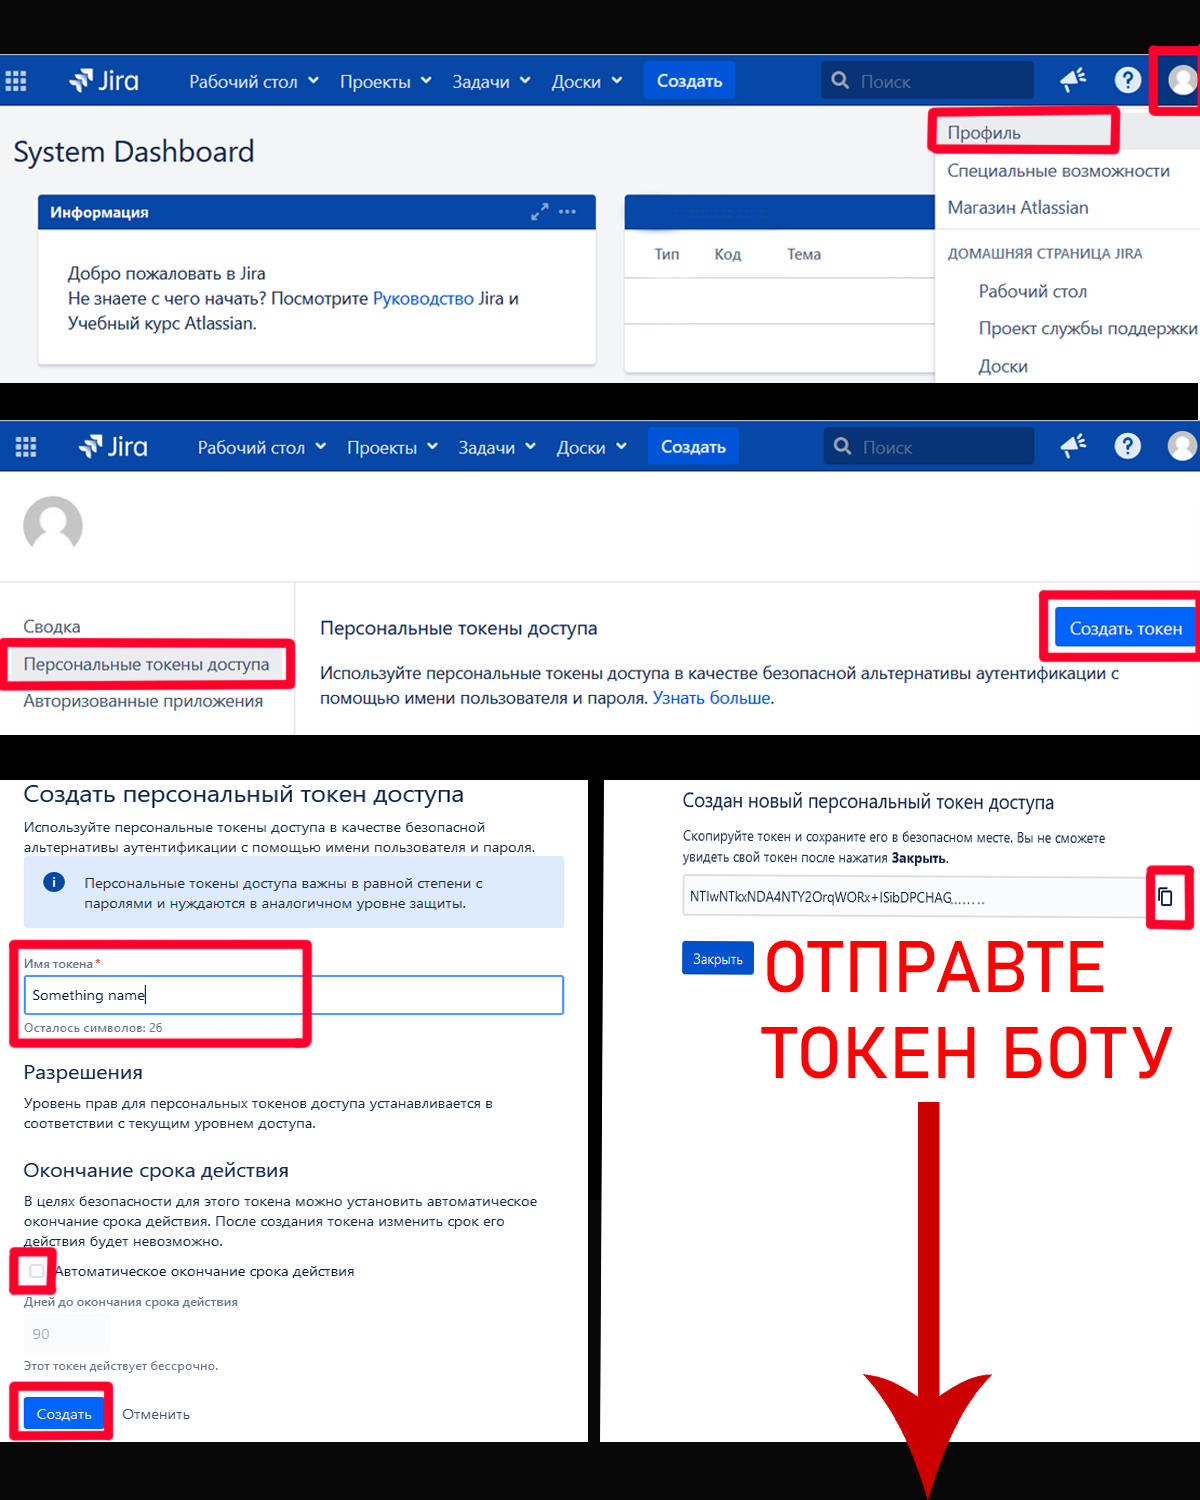 Jira
Рабочий стол
Проекты
Задачи
Доски
Создать
Поиск
System Dashboard
Профиль
Специальные возможности
Магазин Atlassian
ДОМАШНЯЯ СТРАНИЦА JIRA
Рабочий стол
Проект службы поддержки
Доски
Информация
Добро пожаловать в Jira
Не знаете с чего начать? Посмотрите Руководство Jira и
Учебный курс Atlassian.
Тип Код Тема
Jira
Рабочий стол
Проекты
Задачи
Доски
Создать
Поиск
Сводка
Персональные токены доступа
Авторизованные приложения
Персональные токены доступа
Создать токен
Используйте персональные токены доступа в качестве безопасной альтернативы аутентификации с
помощью имени пользователя и пароля. Узнать больше.
Создать персональный токен доступа
Используйте персональные токены доступа в качестве безопасной
альтернативы аутентификации с помощью имени пользователя и пароля.
Персональные токены доступа важны в равной степени с
паролями и нуждаются в аналогичном уровне защиты.
Имя токена*
Something name
Осталось символов: 26
Разрешения
Уровень прав для персональных токенов доступа устанавливается в
соответствии с текущим уровнем доступа.
Окончание срока действия
В целях безопасности для этого токена можно установить автоматическое
окончание срока действия. После создания токена изменить срок его
действия будет невозможно.
Автоматическое окончание срока действия
Дней до окончания срока действия
90
Этот токен действует бессрочно.
Создать
Отменить
Создан новый персональный токен доступа
Скопируйте токен и сохраните его в безопасном месте. Вы не сможете
увидеть свой токен после нажатия Закрыть.
NTIwNTkxNDA4NTY2OrqWORx+ISibDPCHAG........
Закрыть
ОТПРАВТЕ
ТОКЕН БОТУ